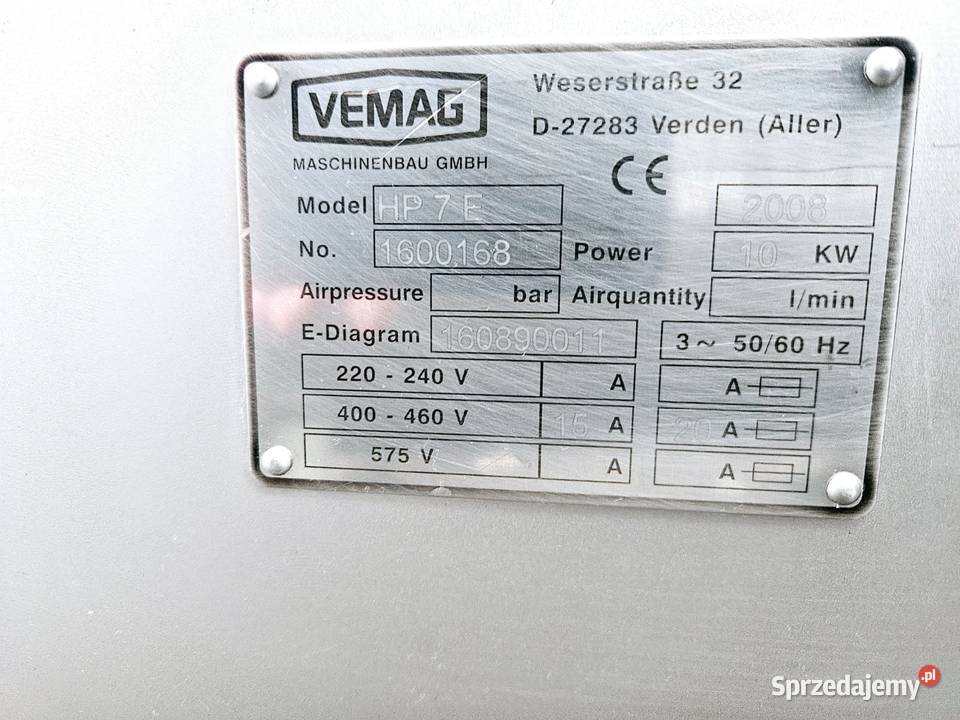 VEMAG
MASCHINENBAU GMBH
Weserstraße 32
D-27283 Verden (Aller)
CE
Model HP 7 E 2008
No. 1600168 Power 10 KW
Airpressure bar Airquantity l/min
E-Diagram 160890011 3 ~ 50/60 Hz
220 - 240 V A A
400 - 460 V 15 A 20 A
575 V A A
Sprzedajemy.pl